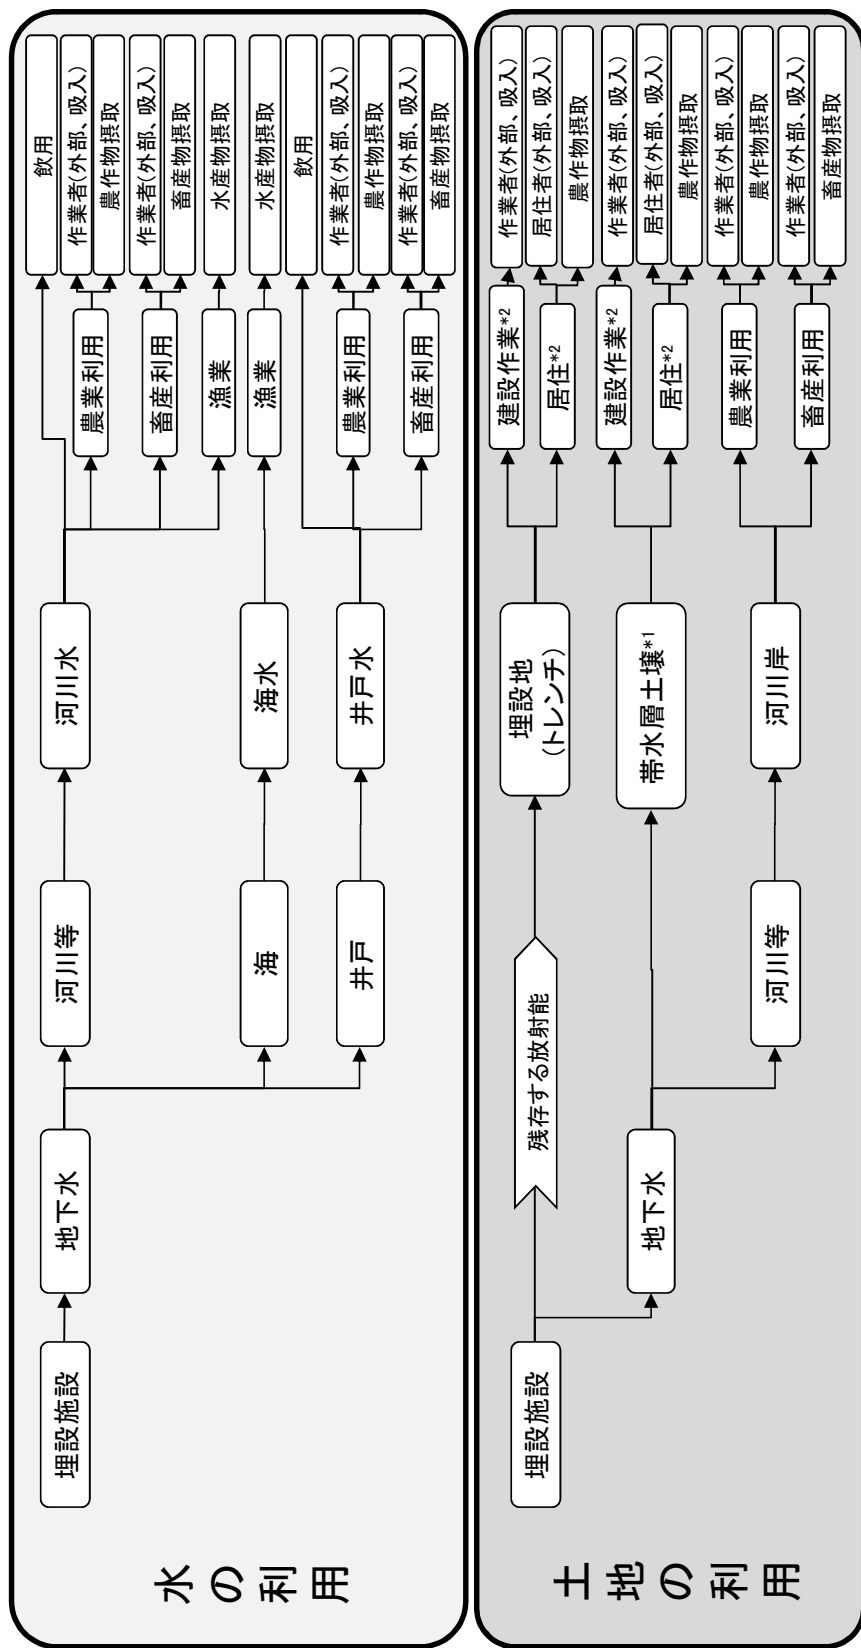 水の利用
埋設施設
地下水
河川等
海
井戸
河川水
海水
井戸水
農業利用
畜産利用
漁業
漁業
農業利用
畜産利用
飲用
作業者(外部、吸入)
農作物摂取
作業者(外部、吸入)
畜産物摂取
水産物摂取
水産物摂取
飲用
作業者(外部、吸入)
農作物摂取
作業者(外部、吸入)
畜産物摂取
土地の利用
埋設施設
残存する放射能
地下水
河川等
埋設地
(トレンチ)
帯水層土壌*1
河川岸
建設作業*2
居住*2
建設作業*2
居住*2
農業利用
畜産利用
作業者(外部、吸入)
居住者(外部、吸入)
農作物摂取
作業者(外部、吸入)
居住者(外部、吸入)
農作物摂取
作業者(外部、吸入)
農作物摂取
作業者(外部、吸入)
畜産物摂取